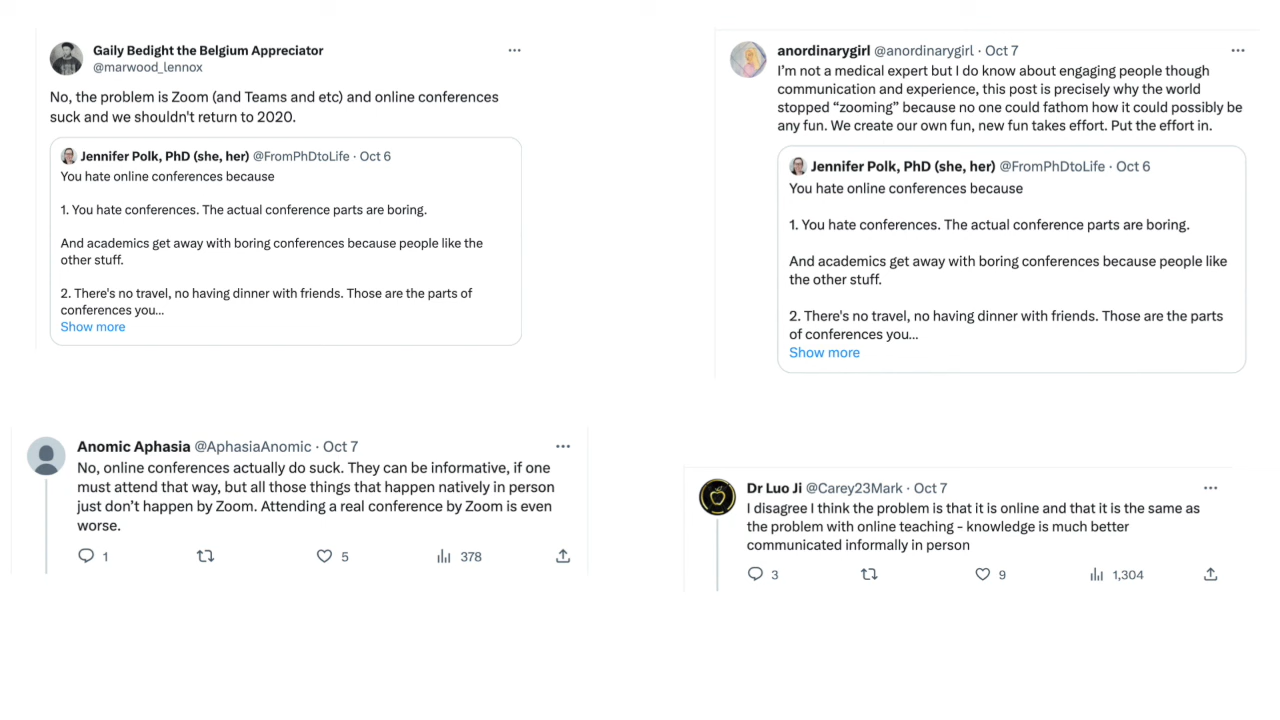 Gaily Bedight the Belgium Appreciator
@marwood_lennox
No, the problem is Zoom (and Teams and etc) and online conferences
suck and we shouldn't return to 2020.
Jennifer Polk, PhD (she, her) @FromPhDtoLife · Oct 6
You hate online conferences because
1. You hate conferences. The actual conference parts are boring.
And academics get away with boring conferences because people like the
other stuff.
2. There's no travel, no having dinner with friends. Those are the parts of
conferences you...
Show more
anordinarygirl @anordinarygirl · Oct 7
I'm not a medical expert but I do know about engaging people though
communication and experience, this post is precisely why the world
stopped “zooming” because no one could fathom how it could possibly be
any fun. We create our own fun, new fun takes effort. Put the effort in.
Jennifer Polk, PhD (she, her) @FromPhDtoLife · Oct 6
You hate online conferences because
1. You hate conferences. The actual conference parts are boring.
And academics get away with boring conferences because people like
the other stuff.
2. There's no travel, no having dinner with friends. Those are the parts
of conferences you...
Show more
Anomic Aphasia @AphasiaAnomic · Oct 7
No, online conferences actually do suck. They can be informative, if one
must attend that way, but all those things that happen natively in person
just don't happen by Zoom. Attending a real conference by Zoom is even
worse.
1 5 378
Dr Luo Ji @Carey23Mark · Oct 7
I disagree I think the problem is that it is online and that it is the same as
the problem with online teaching - knowledge is much better
communicated informally in person
3 9 1,304